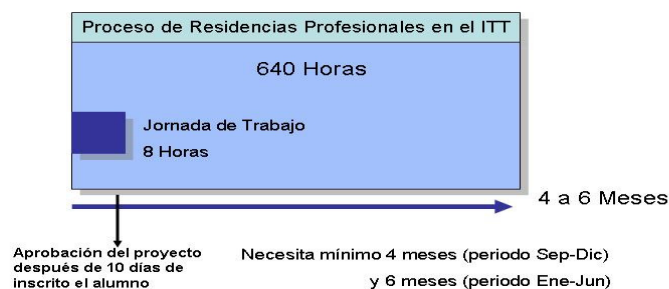 Proceso de Residencias Profesionales en el ITT
640 Horas
Jornada de Trabajo
8 Horas
4 a 6 Meses
Aprobación del proyecto
después de 10 días de
inscrito el alumno
Necesita mínimo 4 meses (periodo Sep-Dic)
y 6 meses (periodo Ene-Jun)